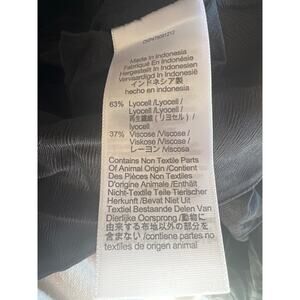 Made In Indonesia
Fabriqué En Indonésie
Hergestellt In Indonesien
Vervaardigd In Indonesië
インドネシア製
hecho en indonesia
63% Lyocell /Lyocell /
Lyocell /Lyocell /
再生繊維 (リヨセル) /
lyocell
37% Viscose /Viscose /
Viskose /Viscose /
レーヨン /viscosa
Contains Non Textile Parts
Of Animal Origin /Contient
Des Pièces Non Textiles
D'origine Animale /Enthält
Nicht-Textile Teile Tierischer
Herkunft /Bevat Niet Uit
Textiel Bestaande Delen Van
Dierlijke Oorsprong /動物に
由来する布地以外の部分を
含まない /contiene partes no
textiles de origen animal